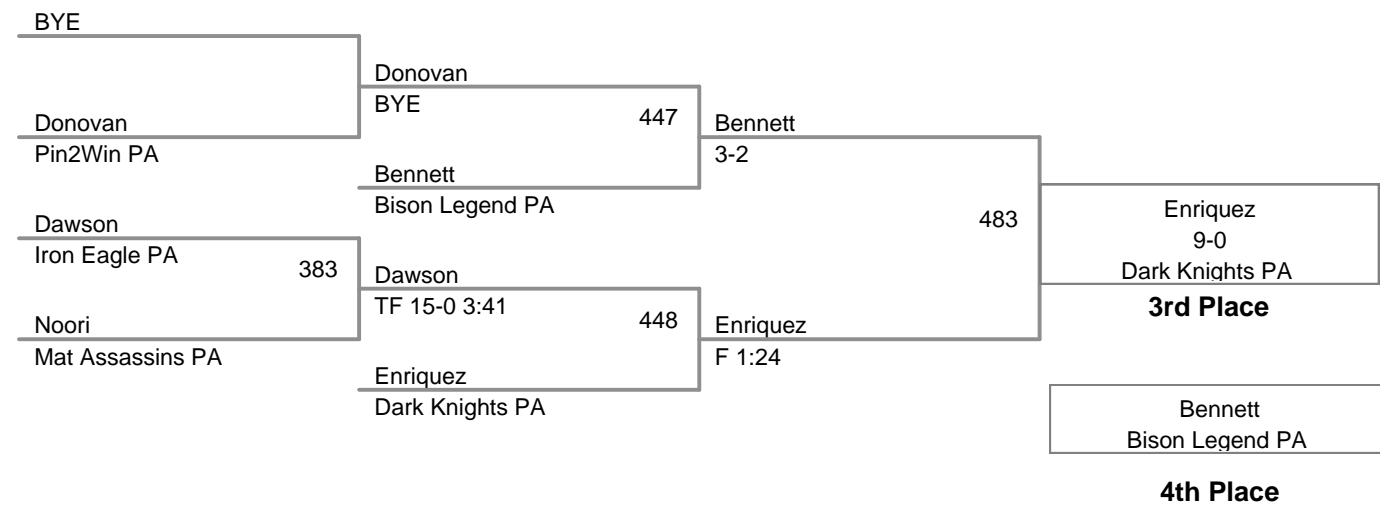 BYE
Donovan
Pin2Win PA
Dawson
Iron Eagle PA
383
Noori
Mat Assassins PA
Donovan
BYE
447
Bennett
Bison Legend PA
Dawson
TF 15-0 3:41
448
Enriquez
Dark Knights PA
Bennett
3-2
483
Enriquez
F 1:24
Enriquez
9-0
Dark Knights PA
3rd Place
Bennett
Bison Legend PA
4th Place